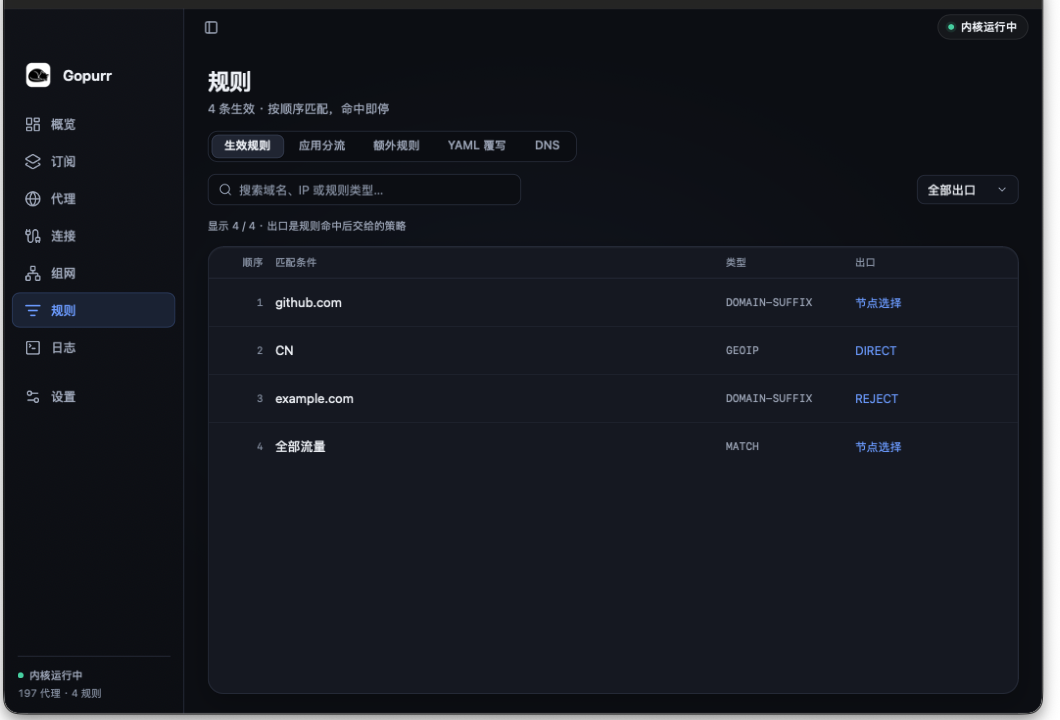 内核运行中
Gopurr
概览
订阅
代理
连接
组网
规则
日志
设置
内核运行中
197 代理 · 4 规则
规则
4 条生效 · 按顺序匹配，命中即停
生效规则 应用分流 额外规则 YAML 覆写 DNS
搜索域名、IP 或规则类型... 全部出口
显示 4 / 4 · 出口是规则命中后交给的策略
顺序 匹配条件 类型 出口
1 github.com DOMAIN-SUFFIX 节点选择
2 CN GEOIP DIRECT
3 example.com DOMAIN-SUFFIX REJECT
4 全部流量 MATCH 节点选择